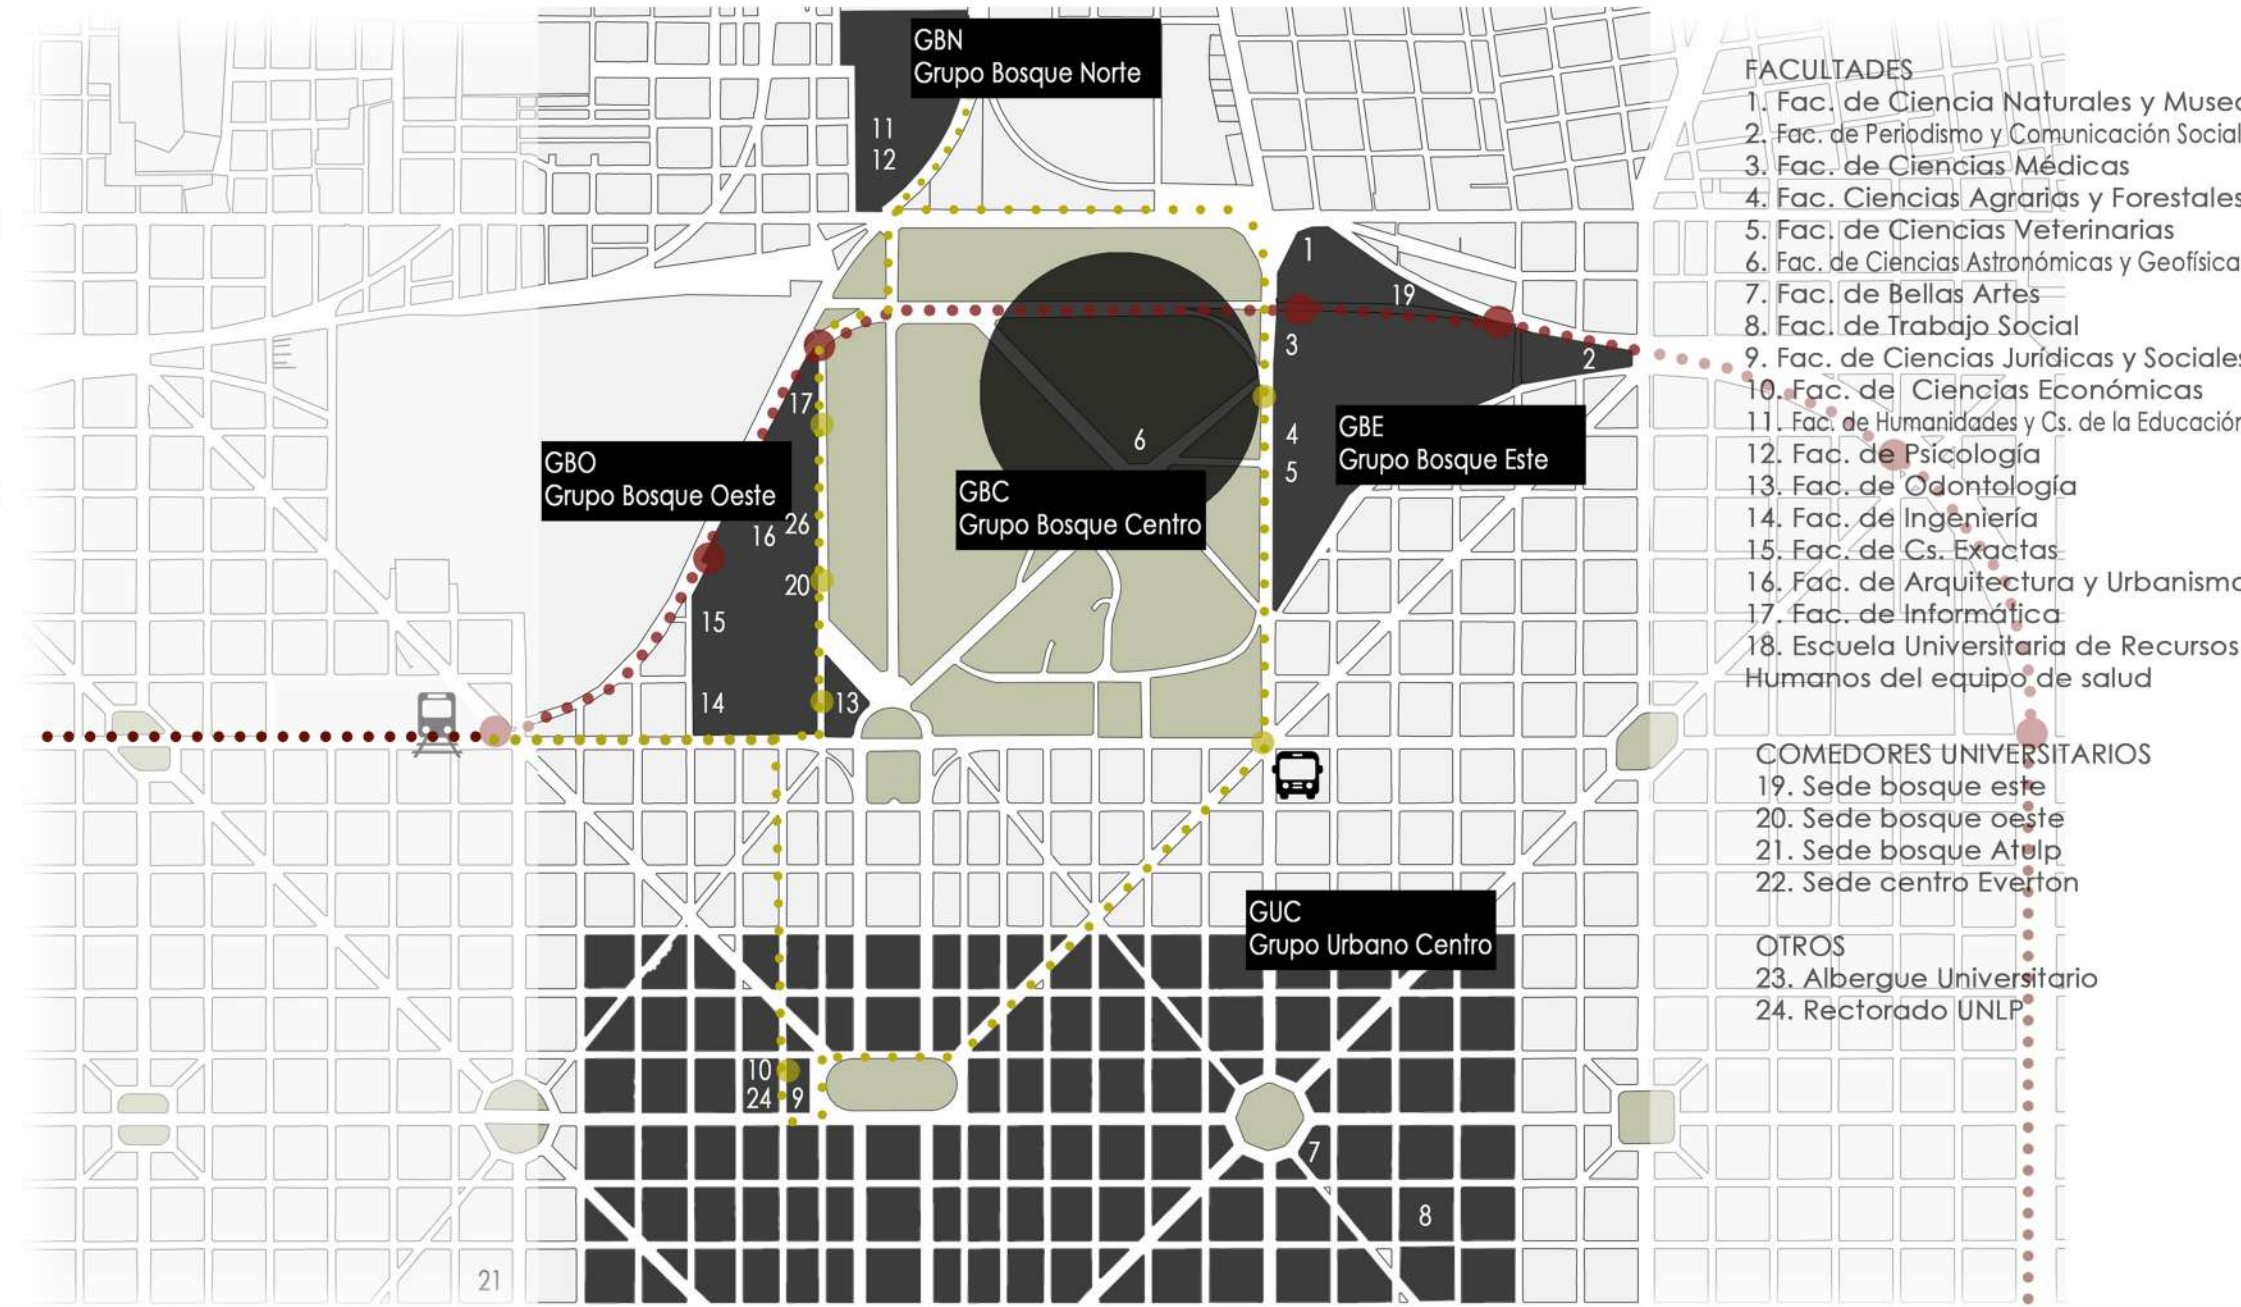 GBN
Grupo Bosque Norte
11
12
1
19
3
2
17
GBO
Grupo Bosque Oeste
6
4
5
GBE
Grupo Bosque Este
GBC
Grupo Bosque Centro
16
26
20
15
14
13
GUC
Grupo Urbano Centro
10
24
9
7
8
21
FACULTADES
1. Fac. de Ciencia Naturales y Museo
2. Fac. de Periodismo y Comunicación Social
3. Fac. de Ciencias Médicas
4. Fac. Ciencias Agrarias y Forestales
5. Fac. de Ciencias Veterinarias
6. Fac. de Ciencias Astronómicas y Geofísica
7. Fac. de Bellas Artes
8. Fac. de Trabajo Social
9. Fac. de Ciencias Jurídicas y Sociales
10. Fac. de Ciencias Económicas
11. Fac. de Humanidades y Cs. de la Educación
12. Fac. de Psicología
13. Fac. de Odontología
14. Fac. de Ingeniería
15. Fac. de Cs. Exactas
16. Fac. de Arquitectura y Urbanismo
17. Fac. de Informática
18. Escuela Universitaria de Recursos
Humanos del equipo de salud
COMEDORES UNIVERSITARIOS
19. Sede bosque este
20. Sede bosque oeste
21. Sede bosque Atulp
22. Sede centro Everton
OTROS
23. Albergue Universitario
24. Rectorado UNLP